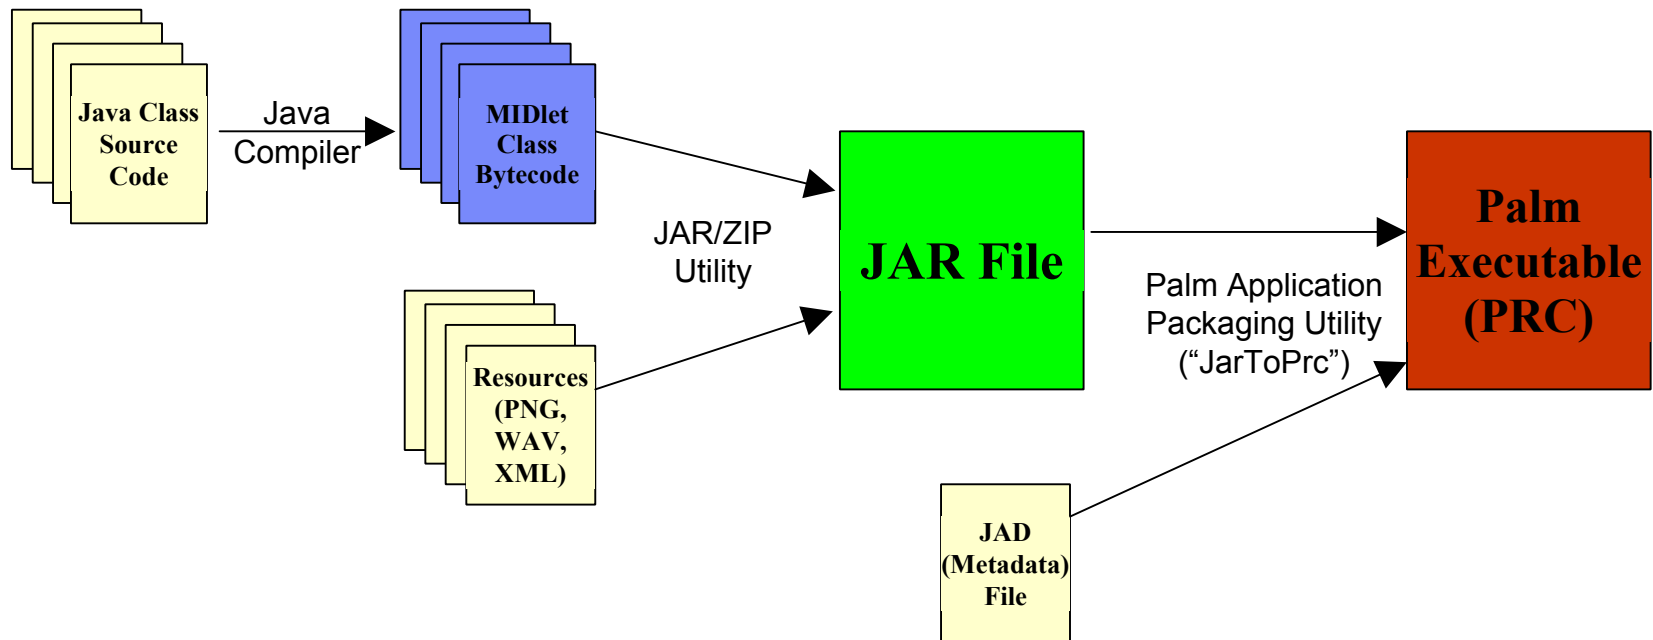 Java Class
Source
Code
Java
Compiler
MIDlet
Class
Bytecode
JAR/ZIP
Utility
Resources
(PNG,
WAV,
XML)
JAR File
Palm Application
Packaging Utility
(“JarToPrc”)
JAD
(Metadata)
File
Palm
Executable
(PRC)